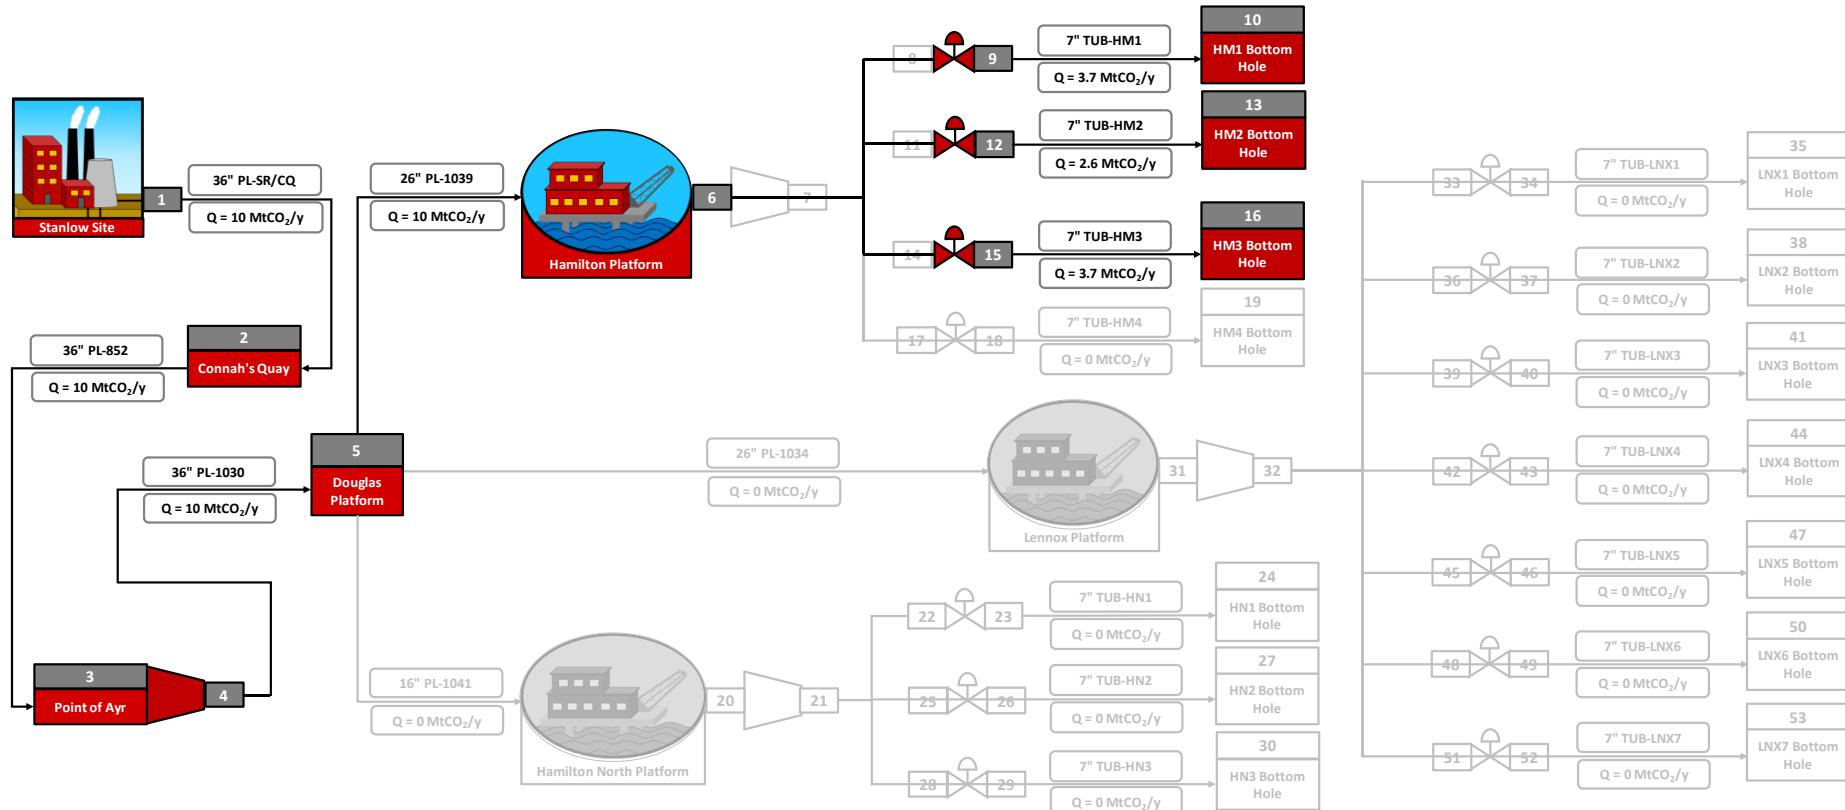 1
Stanlow Site
36" PL-SR/CQ
Q = 10 MtCO₂/y
2
Connah's Quay
36" PL-852
Q = 10 MtCO₂/y
3
Point of Ayr
4
36" PL-1030
Q = 10 MtCO₂/y
5
Douglas
Platform
26" PL-1039
Q = 10 MtCO₂/y
Hamilton Platform
6
7
8
9
7" TUB-HM1
Q = 3.7 MtCO₂/y
10
HM1 Bottom
Hole
11
12
7" TUB-HM2
Q = 2.6 MtCO₂/y
13
HM2 Bottom
Hole
14
15
7" TUB-HM3
Q = 3.7 MtCO₂/y
16
HM3 Bottom
Hole
17
18
7" TUB-HM4
Q = 0 MtCO₂/y
19
HM4 Bottom
Hole
26" PL-1034
Q = 0 MtCO₂/y
Lennox Platform
31
32
16" PL-1041
Q = 0 MtCO₂/y
Hamilton North Platform
20
21
22
23
7" TUB-HN1
Q = 0 MtCO₂/y
24
HN1 Bottom
Hole
25
26
7" TUB-HN2
Q = 0 MtCO₂/y
27
HN2 Bottom
Hole
28
29
7" TUB-HN3
Q = 0 MtCO₂/y
30
HN3 Bottom
Hole
33
34
7" TUB-LNX1
Q = 0 MtCO₂/y
35
LNX1 Bottom
Hole
36
37
7" TUB-LNX2
Q = 0 MtCO₂/y
38
LNX2 Bottom
Hole
39
40
7" TUB-LNX3
Q = 0 MtCO₂/y
41
LNX3 Bottom
Hole
42
43
7" TUB-LNX4
Q = 0 MtCO₂/y
44
LNX4 Bottom
Hole
45
46
7" TUB-LNX5
Q = 0 MtCO₂/y
47
LNX5 Bottom
Hole
48
49
7" TUB-LNX6
Q = 0 MtCO₂/y
50
LNX6 Bottom
Hole
51
52
7" TUB-LNX7
Q = 0 MtCO₂/y
53
LNX7 Bottom
Hole